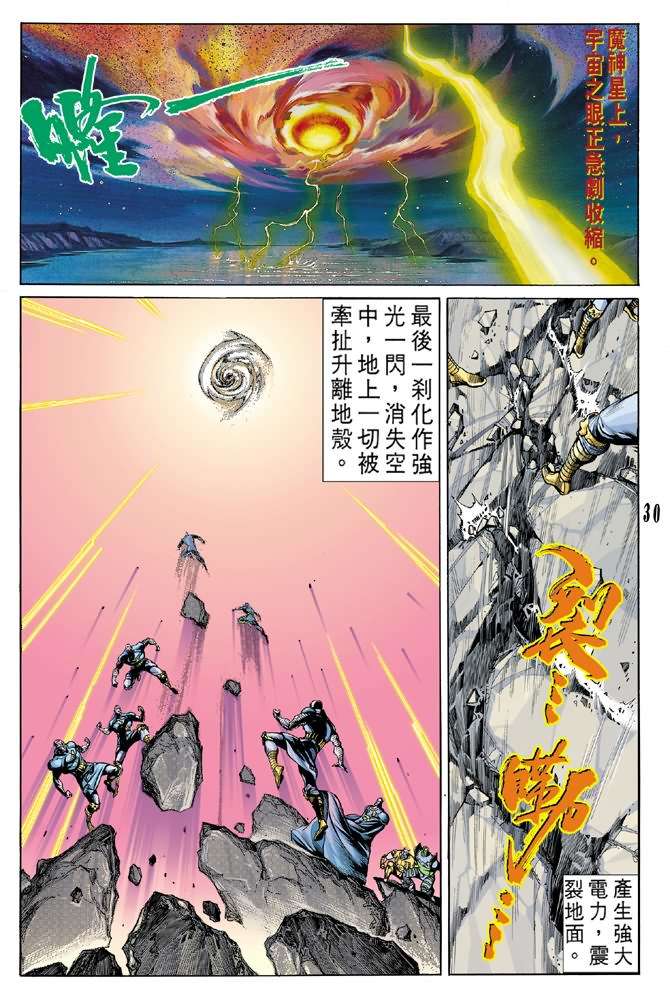 魔神星上，
宇宙之眼正急劇收縮。
隆
產生強大
電力，震
裂地面。
裂⋯
最後一剎化作強
光一閃，消失空
中，地上一切被
牽扯升離地殼。
30